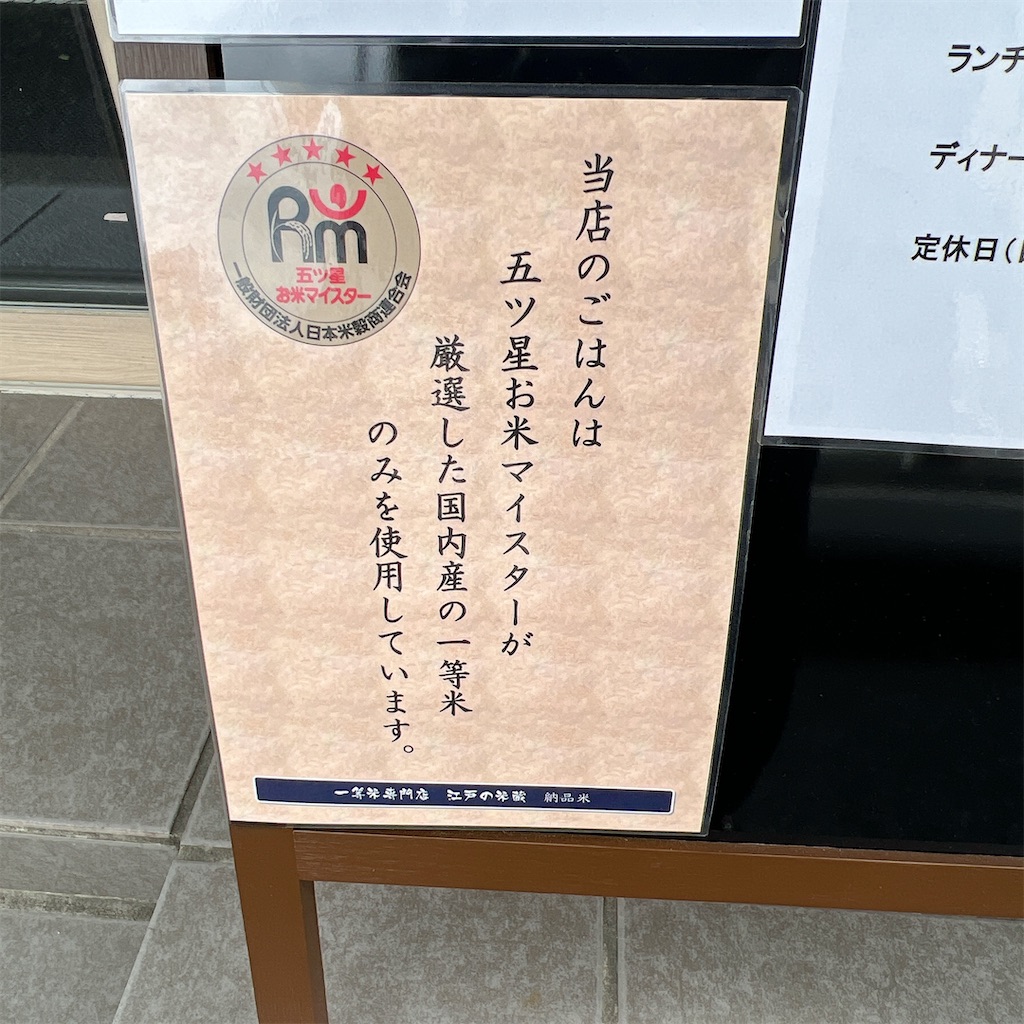 当店のごはんは
五ツ星お米マイスターが
厳選した国内産の一等米
のみを使用しています。
Rm
五ツ星
お米マイスター
一般財団法人日本米穀商連合会
一等米専門店 江戸の米蔵 納品米
ランチ
ディナー
定休日(